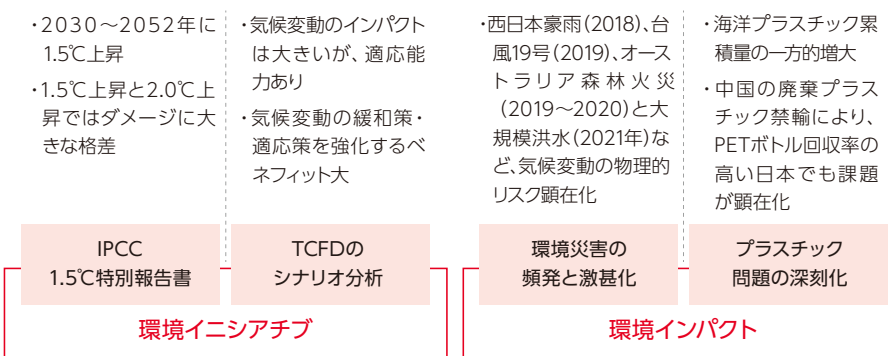 ・2030～2052年に
1.5℃上昇
・1.5℃上昇と2.0℃上
昇ではダメージに大
きな格差
・気候変動のインパクト
は大きいが、適応能
力あり
・気候変動の緩和策・
適応策を強化するベ
ネフィット大
・西日本豪雨(2018)、台
風19号(2019)、オース
トラリア森林火災
(2019～2020)と大
規模洪水(2021年)な
ど、気候変動の物理的
リスク顕在化
・海洋プラスチック累
積量の一方的増大
・中国の廃棄プラス
チック禁輸により、
PETボトル回収率の
高い日本でも課題
が顕在化
IPCC
1.5℃特別報告書
TCFDの
シナリオ分析
環境災害の
頻発と激甚化
プラスチック
問題の深刻化
環境イニシアチブ
環境インパクト